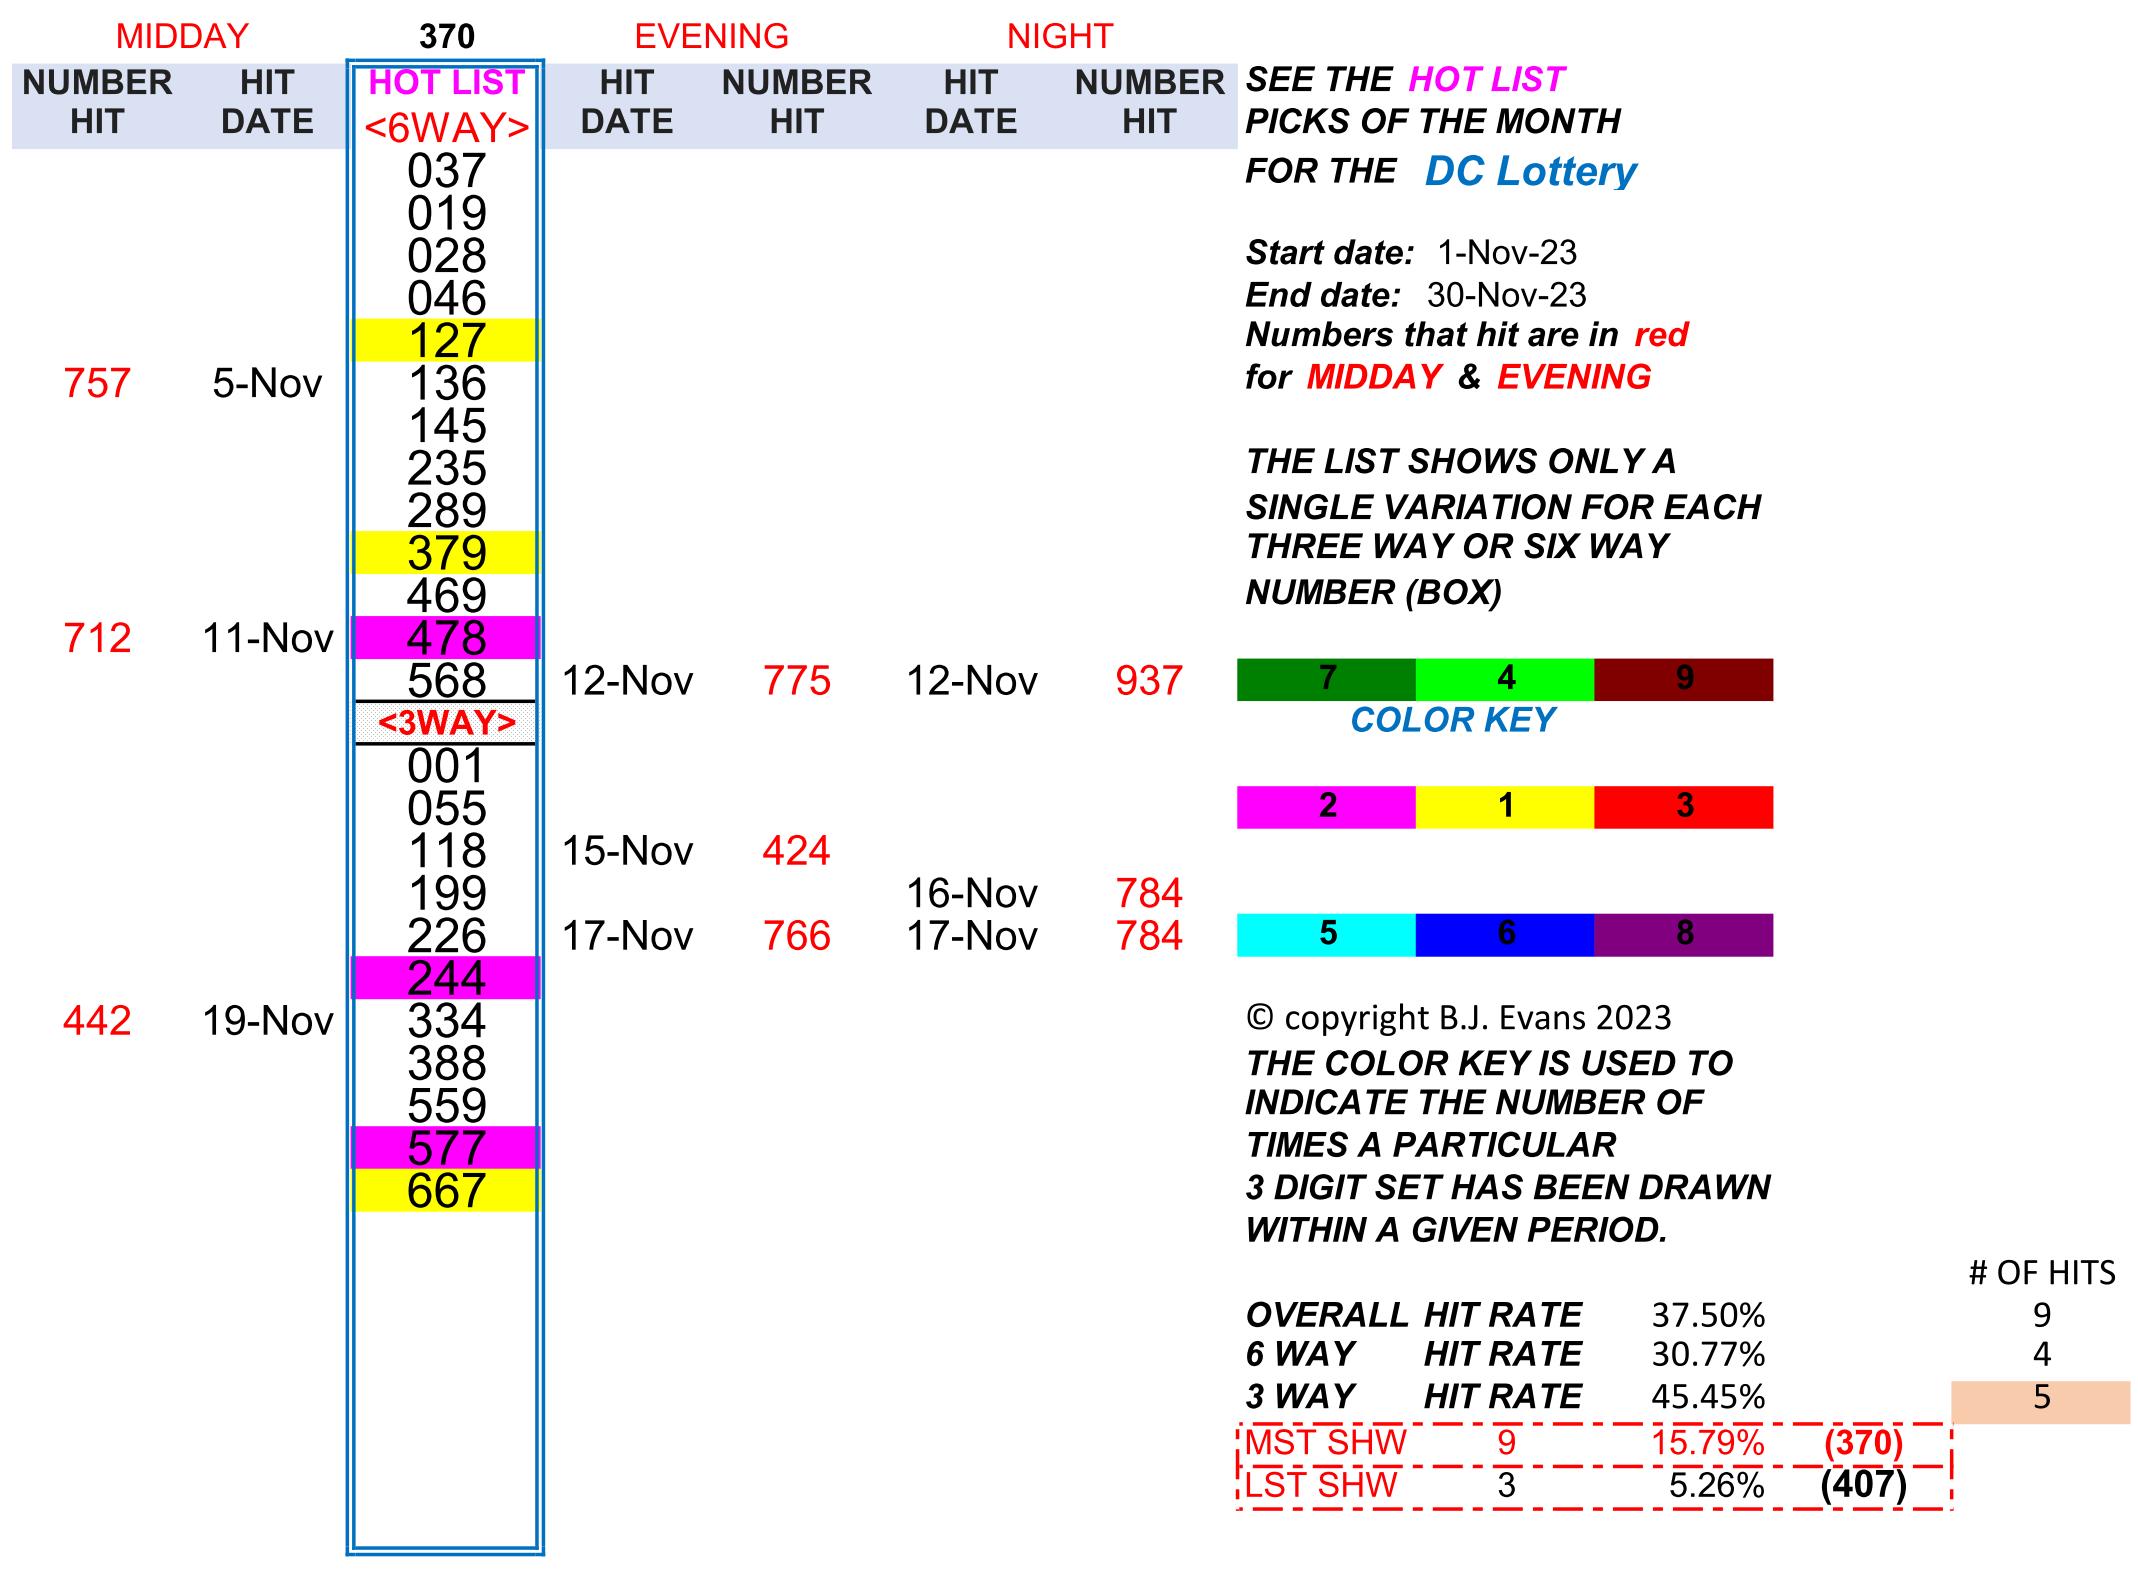 MIDDAY 370 EVENING NIGHT
NUMBER HIT HOT LIST HIT NUMBER HIT NUMBER SEE THE HOT LIST
HIT DATE <6WAY> DATE HIT DATE HIT PICKS OF THE MONTH
037 FOR THE DC Lottery
019
028 Start date: 1-Nov-23
046 End date: 30-Nov-23
127 Numbers that hit are in red
757 5-Nov 136 for MIDDAY & EVENING
145
235 THE LIST SHOWS ONLY A
289 SINGLE VARIATION FOR EACH
379 THREE WAY OR SIX WAY
469 NUMBER (BOX)
712 11-Nov 478
568 12-Nov 775 12-Nov 937 7 4 9
<3WAY> COLOR KEY
001
055 2 1 3
118 15-Nov 424
199 16-Nov 784
226 17-Nov 766 17-Nov 784 5 6 8
244
442 19-Nov 334 © copyright B.J. Evans 2023
388 THE COLOR KEY IS USED TO
559 INDICATE THE NUMBER OF
577 TIMES A PARTICULAR
667 3 DIGIT SET HAS BEEN DRAWN
WITHIN A GIVEN PERIOD.
# OF HITS
OVERALL HIT RATE 37.50% 9
6 WAY HIT RATE 30.77% 4
3 WAY HIT RATE 45.45% 5
MST SHW 9 15.79% (370)
LST SHW 3 5.26% (407)